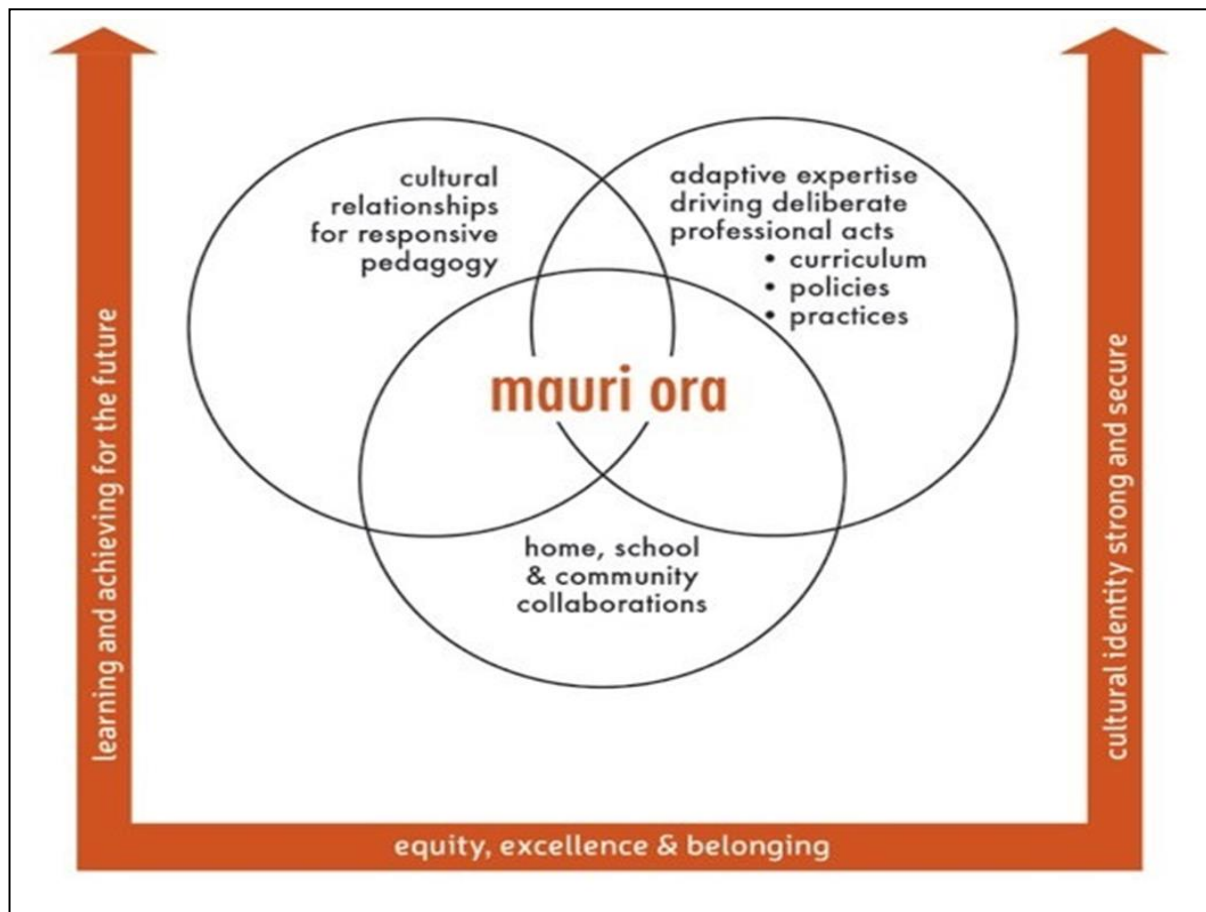 cultural
relationships
for responsive
pedagogy
adaptive expertise
driving deliberate
professional acts
• curriculum
• policies
• practices
mauri ora
home, school
& community
collaborations
learning and achieving for the future
cultural identity strong and secure
equity, excellence & belonging